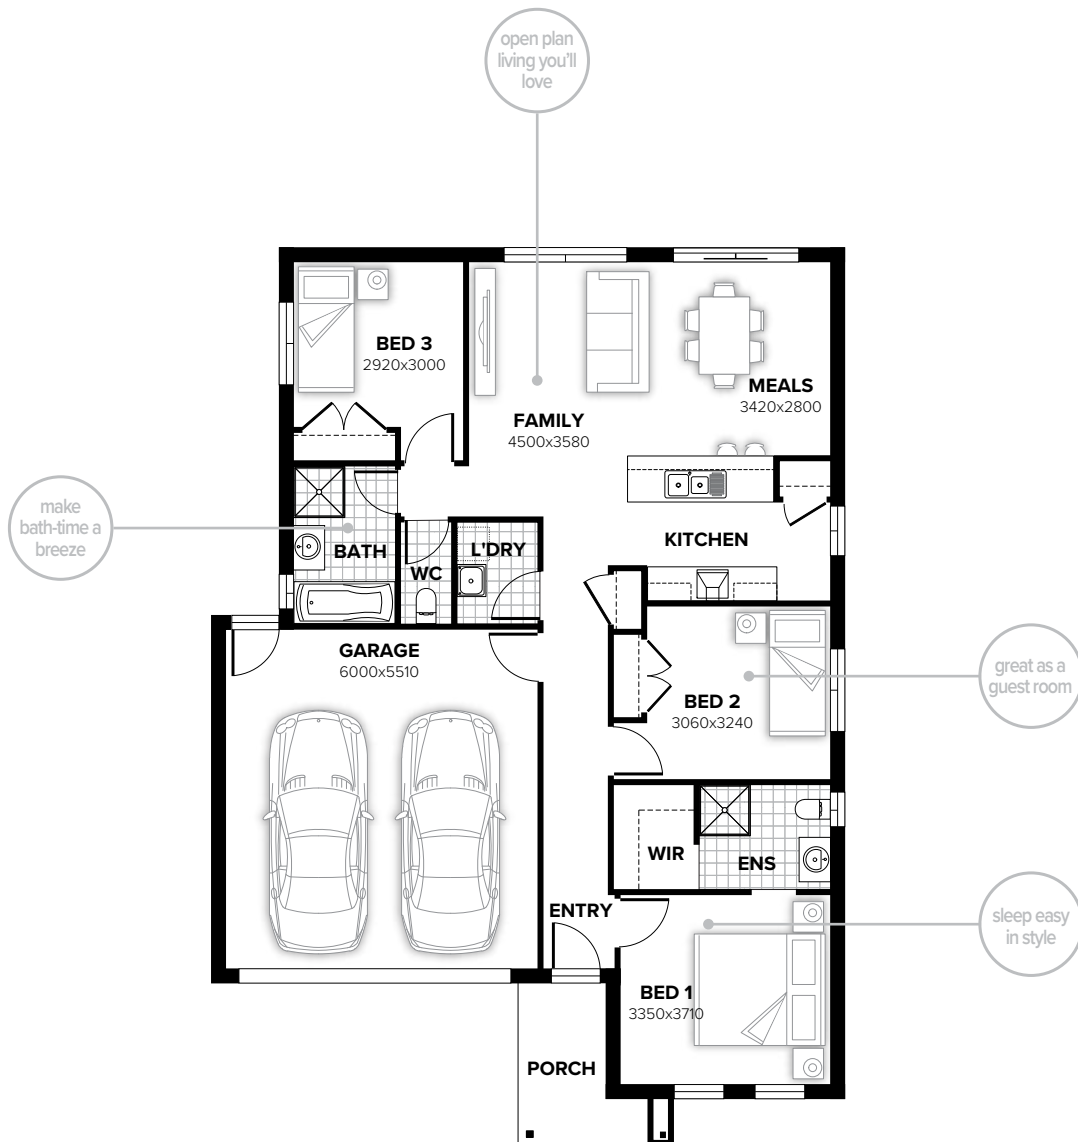 open plan
living you'll
love
BED 3
2920x3000
MEALS
3420x2800
FAMILY
4500x3580
make
bath-time a
breeze
BATH
WC
L'DRY
KITCHEN
GARAGE
6000x5510
BED 2
3060x3240
great as a
guest room
WIR
ENS
ENTRY
sleep easy
in style
BED 1
3350x3710
PORCH